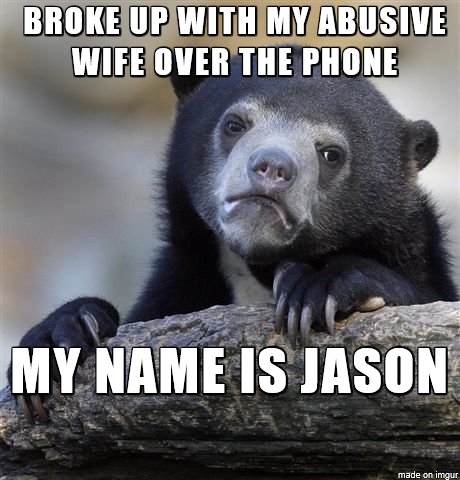 BROKE UP WITH MY ABUSIVE
WIFE OVER THE PHONE
MY NAME IS JASON
made on imgur